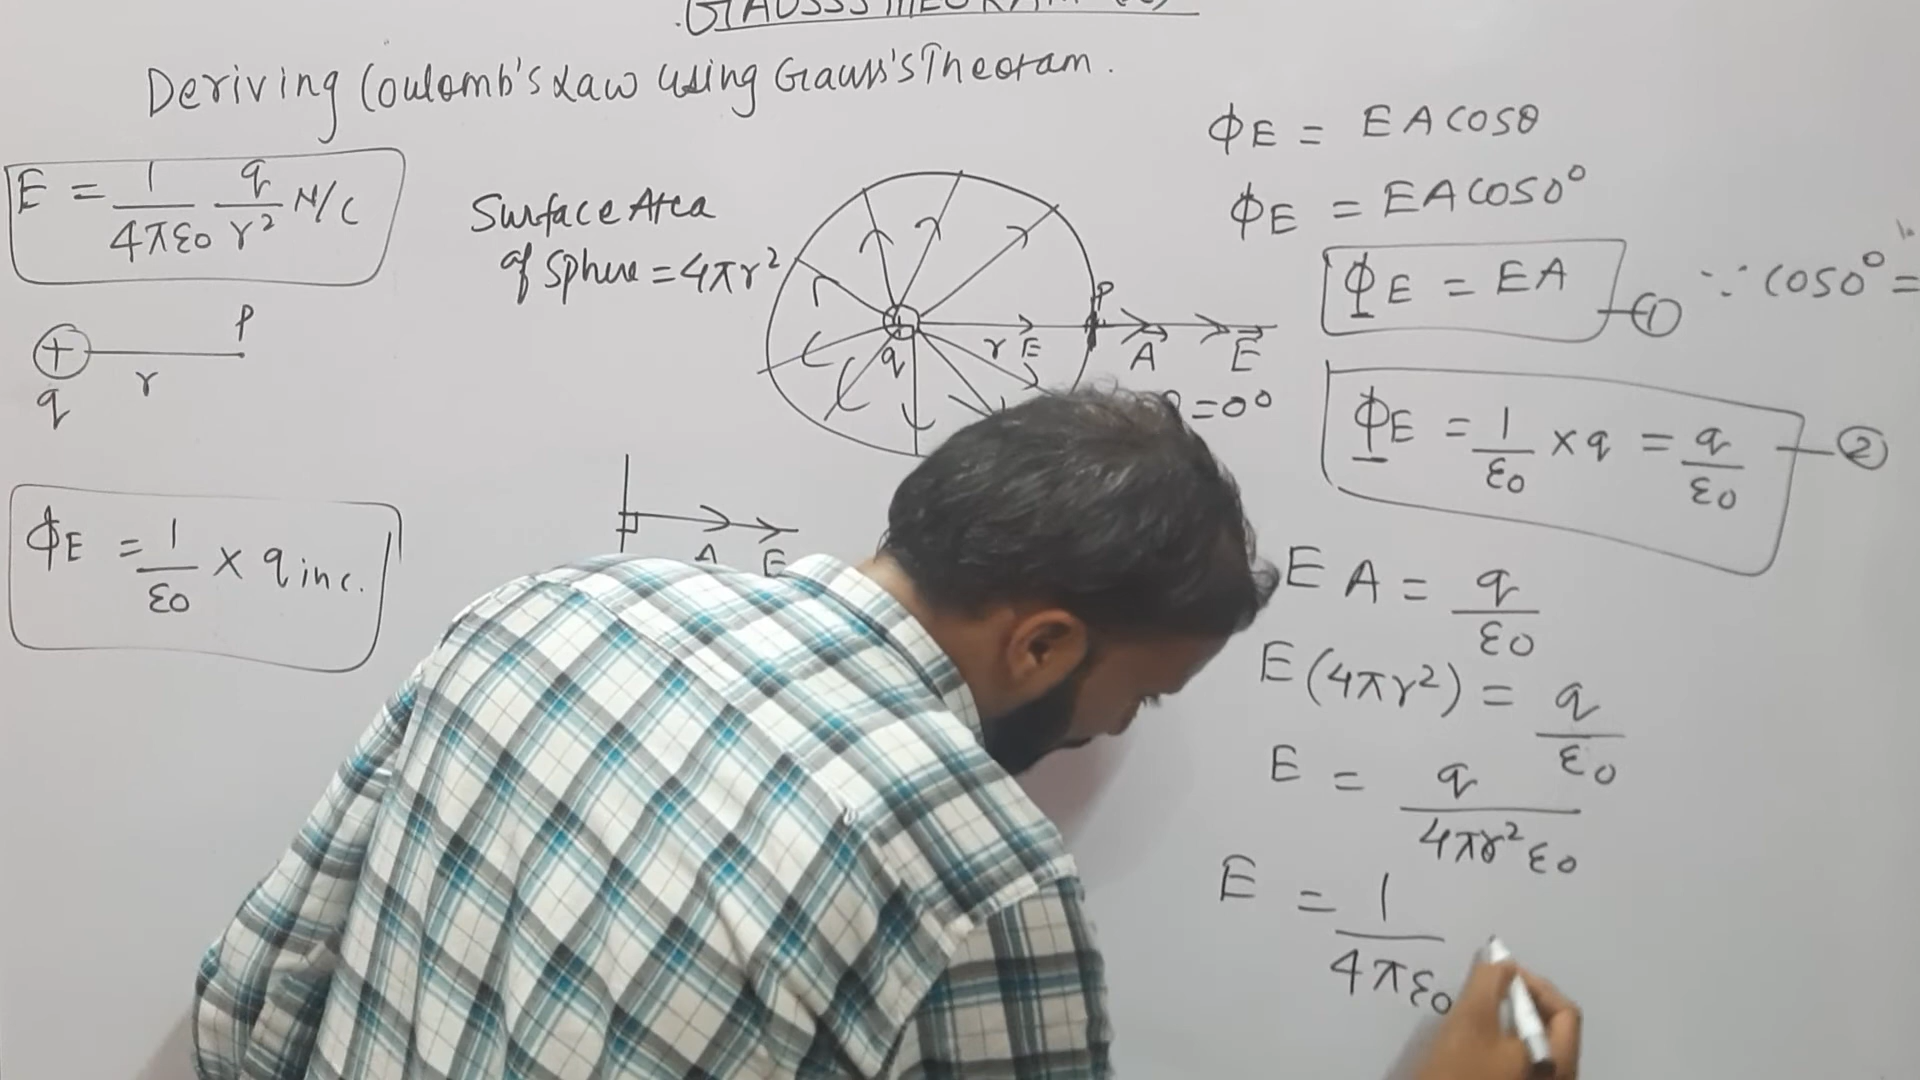 Deriving Coulomb's Law using Gauss's Theoram.
E = 1/4πε0 q/r² N/C
+ P
r
q
ΦE = 1/ε0 × q inc.
Surface Area
of sphere = 4πr²
+ q r E P A E
= 0°
A E
ΦE = EA COSθ
ΦE = EA COS0°
ΦE = EA — ① ∵ COS0° =
ΦE = 1/ε0 × q = q/ε0 — ②
EA = q/ε0
E(4πr²) = q/ε0
E = q/4πr²ε0
E = 1/4πε0